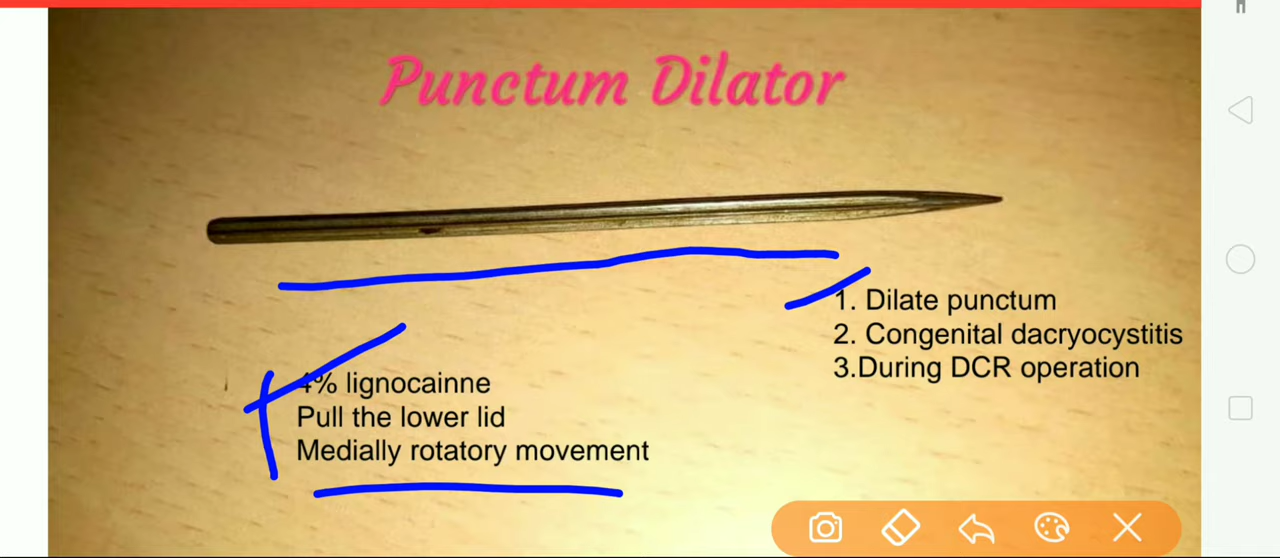 Punctum Dilator
1. Dilate punctum
2. Congenital dacryocystitis
3.During DCR operation
4% lignocainne
Pull the lower lid
Medially rotatory movement